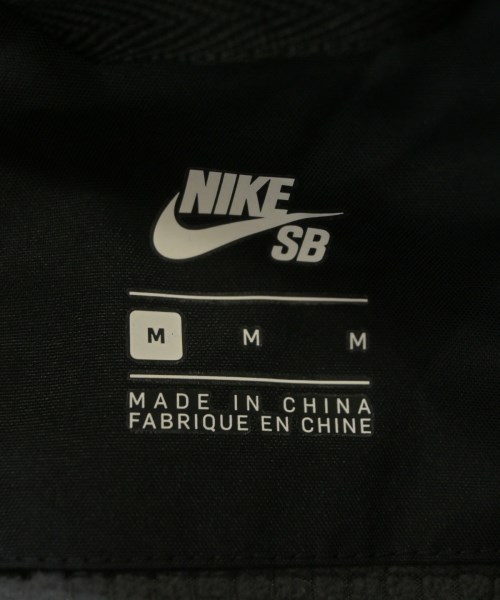 NIKE
SB
M M M
MADE IN CHINA
FABRIQUE EN CHINE